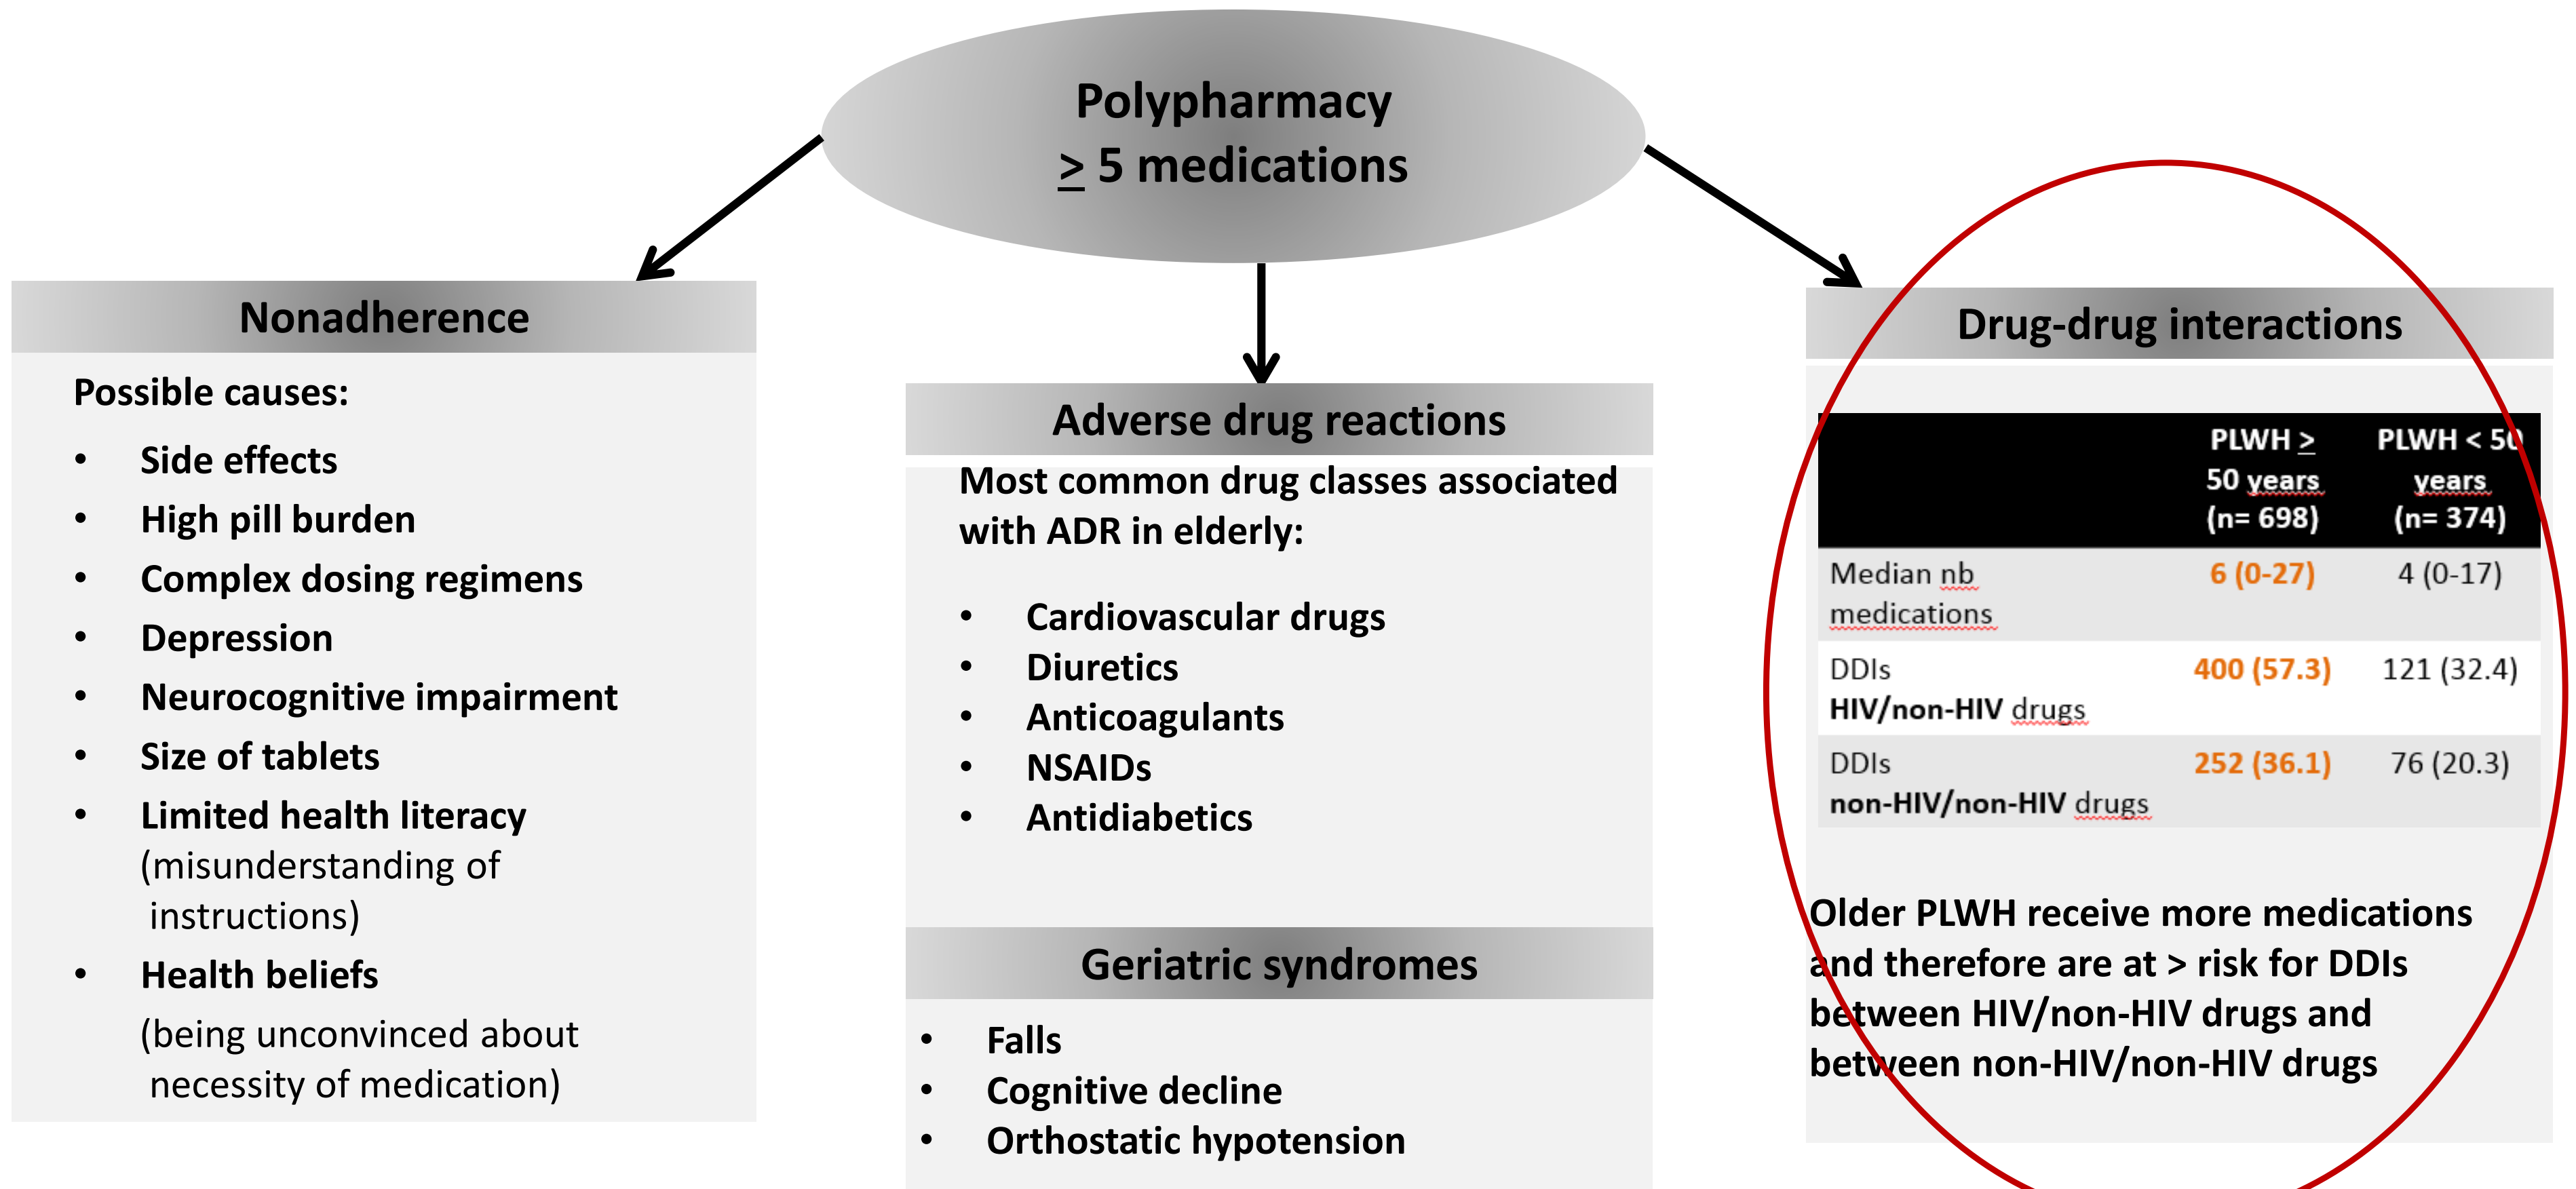 Polypharmacy
≥ 5 medications
Nonadherence
Possible causes:
• Side effects
• High pill burden
• Complex dosing regimens
• Depression
• Neurocognitive impairment
• Size of tablets
• Limited health literacy
(misunderstanding of
instructions)
• Health beliefs
(being unconvinced about
necessity of medication)
Adverse drug reactions
Most common drug classes associated
with ADR in elderly:
• Cardiovascular drugs
• Diuretics
• Anticoagulants
• NSAIDs
• Antidiabetics
Geriatric syndromes
• Falls
• Cognitive decline
• Orthostatic hypotension
Drug-drug interactions
PLWH ≥ PLWH < 50
50 years years
(n= 698) (n= 374)
Median nb 6 (0-27) 4 (0-17)
medications
DDIs 400 (57.3) 121 (32.4)
HIV/non-HIV drugs
DDIs 252 (36.1) 76 (20.3)
non-HIV/non-HIV drugs
Older PLWH receive more medications
and therefore are at > risk for DDIs
between HIV/non-HIV drugs and
between non-HIV/non-HIV drugs